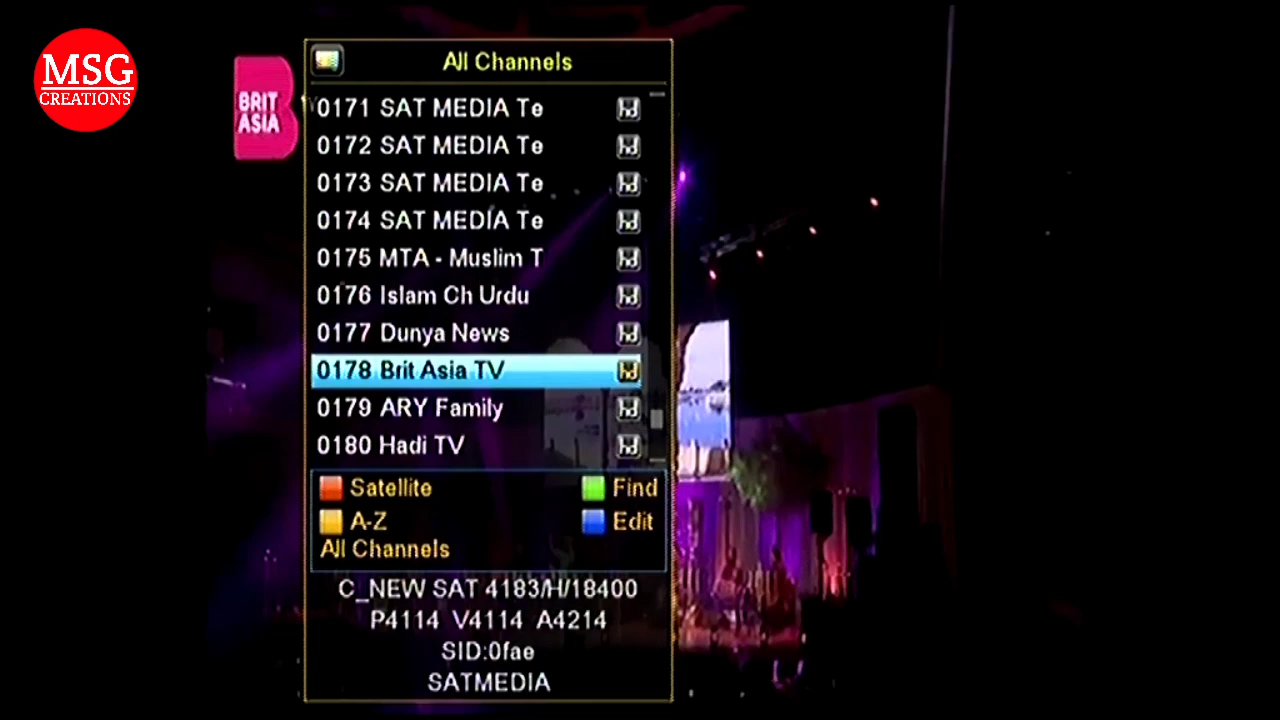 MSG
CREATIONS
BRIT
ASIA
TV
All Channels
0171 SAT MEDIA Te
0172 SAT MEDIA Te
0173 SAT MEDIA Te
0174 SAT MEDIA Te
0175 MTA - Muslim T
0176 Islam Ch Urdu
0177 Dunya News
0178 Brit Asia TV
0179 ARY Family
0180 Hadi TV
Satellite Find
A-Z Edit
All Channels
C_NEW SAT 4183/H/18400
P4114 V4114 A4214
SID:0fae
SATMEDIA